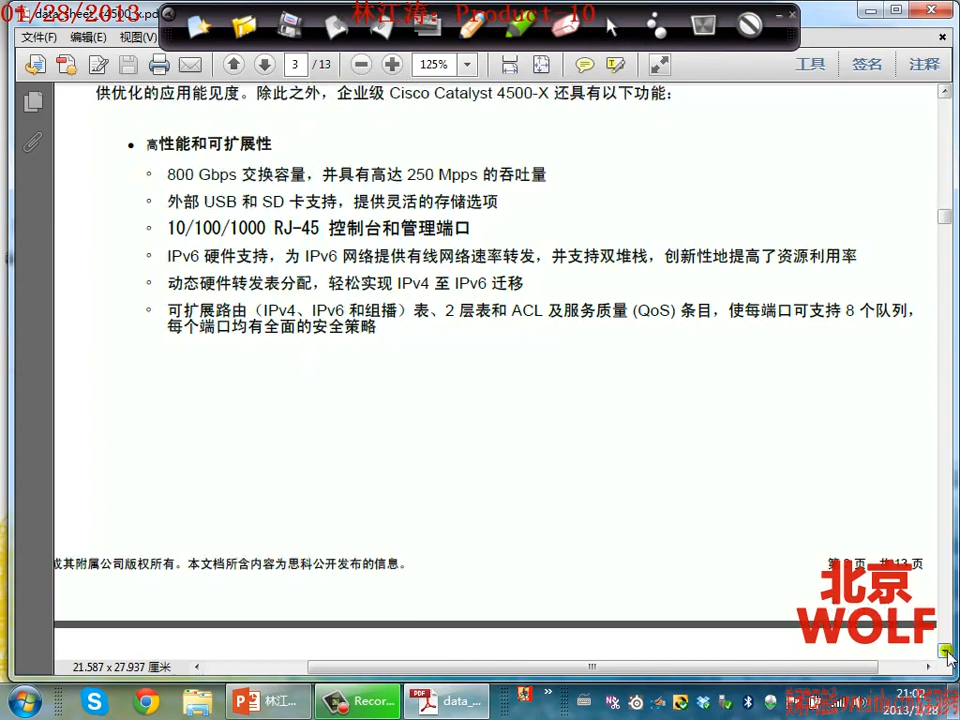 01/28/2013
林江涛: Product-10
文件(F) 编辑(E) 视图(V)
3 / 13 125% 工具 签名 注释
供优化的应用能见度。除此之外，企业级 Cisco Catalyst 4500-X 还具有以下功能：
• 高性能和可扩展性
◦ 800 Gbps 交换容量，并具有高达 250 Mpps 的吞吐量
◦ 外部 USB 和 SD 卡支持，提供灵活的存储选项
◦ 10/100/1000 RJ-45 控制台和管理端口
◦ IPv6 硬件支持，为 IPv6 网络提供有线网络速率转发，并支持双堆栈，创新性地提高了资源利用率
◦ 动态硬件转发表分配，轻松实现 IPv4 至 IPv6 迁移
◦ 可扩展路由（IPv4、IPv6 和组播）表、2 层表和 ACL 及服务质量 (QoS) 条目，使每端口可支持 8 个队列，
每个端口均有全面的安全策略
或其附属公司版权所有。本文档所含内容为思科公开发布的信息。
北京
WOLF
21.587 x 27.937 厘米
林江... Recor... data_...
21:02
2013/1/28